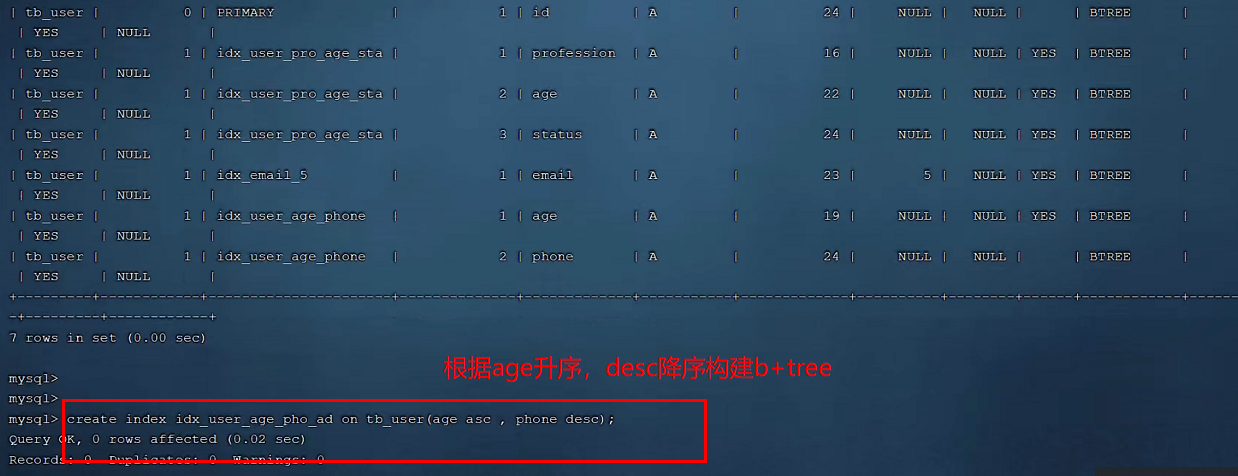 | tb_user | 0 | PRIMARY | 1 | id | A | 24 | NULL | NULL | | BTREE |
| YES | NULL |
| tb_user | 1 | idx_user_pro_age_sta | 1 | profession | A | 16 | NULL | NULL | YES | BTREE |
| YES | NULL |
| tb_user | 1 | idx_user_pro_age_sta | 2 | age | A | 22 | NULL | NULL | YES | BTREE |
| YES | NULL |
| tb_user | 1 | idx_user_pro_age_sta | 3 | status | A | 24 | NULL | NULL | YES | BTREE |
| YES | NULL |
| tb_user | 1 | idx_email_5 | 1 | email | A | 23 | 5 | NULL | YES | BTREE |
| YES | NULL |
| tb_user | 1 | idx_user_age_phone | 1 | age | A | 19 | NULL | NULL | YES | BTREE |
| YES | NULL |
| tb_user | 1 | idx_user_age_phone | 2 | phone | A | 24 | NULL | NULL | | BTREE |
| YES | NULL |
+---------+------------+----------------------+--------------+-------------+-----------+-------------+----------+--------+------+------------+------
-+---------+------------+
7 rows in set (0.00 sec)
根据age升序，desc降序构建b+tree
mysql>
mysql>
mysql> create index idx_user_age_pho_ad on tb_user(age asc , phone desc);
Query OK, 0 rows affected (0.02 sec)
Records: 0 Duplicates: 0 Warnings: 0